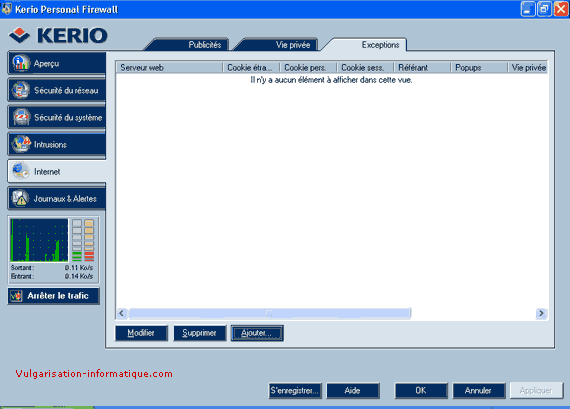 Kerio Personal Firewall
KERIO
Publicités
Vie privée
Exceptions
Aperçu
Sécurité du réseau
Sécurité du système
Intrusions
Internet
Journaux & Alertes
Serveur web
Cookie étra...
Cookie pers.
Cookie sess.
Référant
Popups
Vie privée
Il n'y a aucun élément à afficher dans cette vue.
Sortant: 0.11 Ko/s
Entrant: 0.14 Ko/s
Arrêter le trafic
Modifier
Supprimer
Ajouter...
Vulgarisation-informatique.com
S'enregistrer...
Aide
OK
Annuler
Appliquer